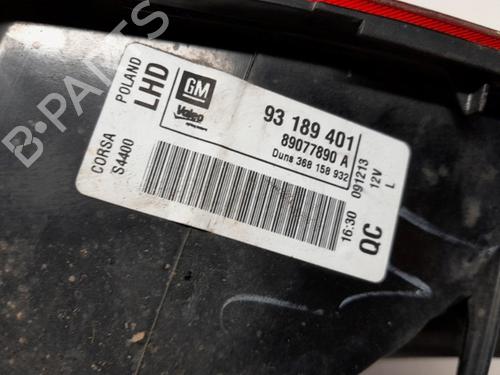 B-Parts
POLAND
LHD
CORSA
S4400
GM
Valeo
93 189 401
89077890 A
Duns 368 158 932
16:30
091213
12V
L
QC